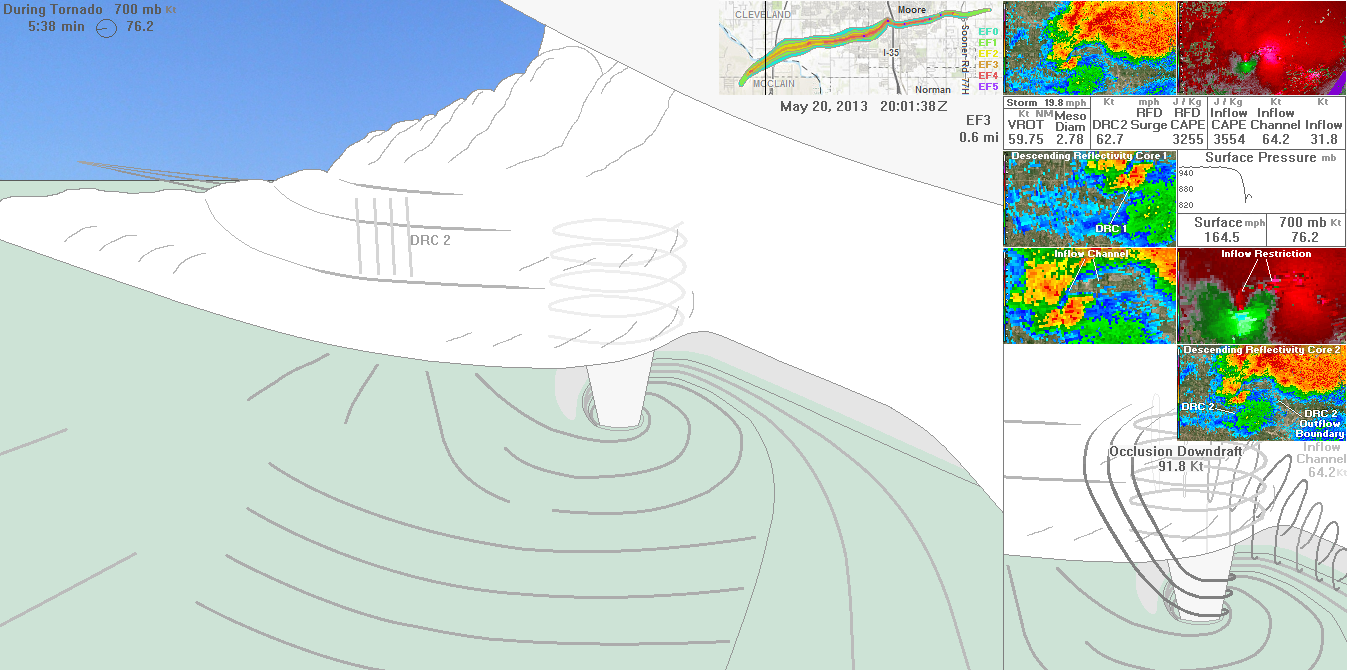 During Tornado 700 mb Kt
5:38 min 76.2
CLEVELAND
Moore
I-35
Sooner Rd 77H
MCCLAIN
Norman
EF0
EF1
EF2
EF3
EF4
EF5
May 20, 2013 20:01:38Z
EF3
0.6 mi
DRC 2
Storm 19.8 mph
Kt NM
VROT
59.75
Meso
Diam
2.78
Kt
DRC2
62.7
mph
RFD
Surge
J / Kg
RFD
CAPE
3255
J / Kg
Inflow
CAPE
3554
Kt
Inflow
Channel
64.2
Kt
Inflow
31.8
Descending Reflectivity Core 1
DRC 1
Surface Pressure mb
940
880
820
Surface mph
164.5
700 mb Kt
76.2
Inflow Channel
Inflow Restriction
Descending Reflectivity Core 2
DRC 2
DRC 2
Outflow
Boundary
Occlusion Downdraft
91.8 Kt
Inflow
Channel
64.2 Kt